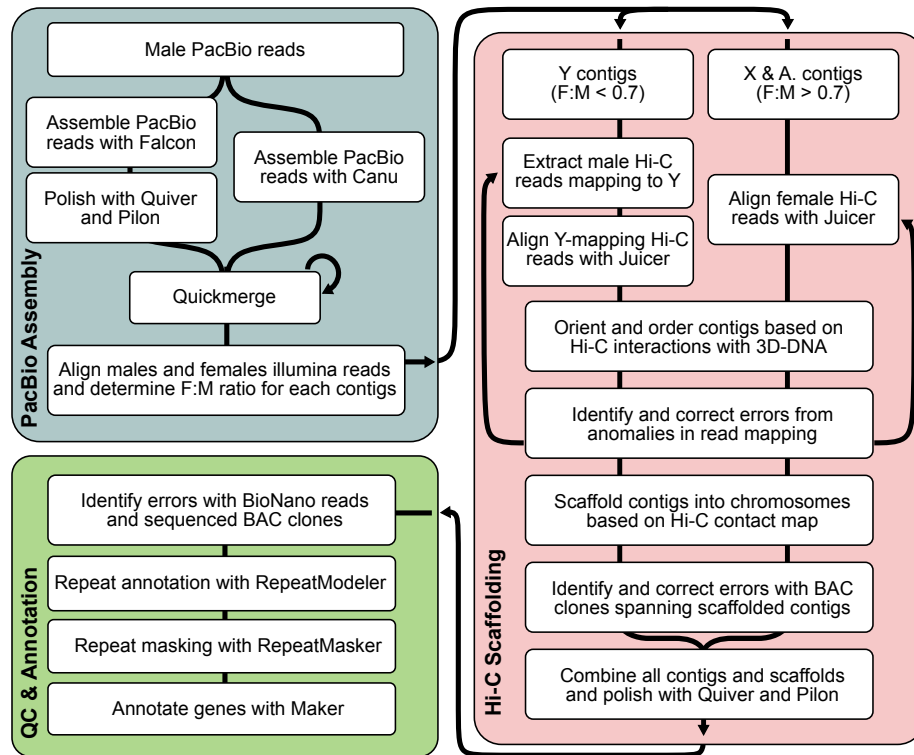 PacBio Assembly
Male PacBio reads
Assemble PacBio
reads with Falcon
Assemble PacBio
reads with Canu
Polish with Quiver
and Pilon
Quickmerge
Align males and females illumina reads
and determine F:M ratio for each contigs
Hi-C Scaffolding
Y contigs
(F:M < 0.7)
X & A. contigs
(F:M > 0.7)
Extract male Hi-C
reads mapping to Y
Align female Hi-C
reads with Juicer
Align Y-mapping Hi-C
reads with Juicer
Orient and order contigs based on
Hi-C interactions with 3D-DNA
Identify and correct errors from
anomalies in read mapping
Scaffold contigs into chromosomes
based on Hi-C contact map
Identify and correct errors with BAC
clones spanning scaffolded contigs
Combine all contigs and scaffolds
and polish with Quiver and Pilon
QC & Annotation
Identify errors with BioNano reads
and sequenced BAC clones
Repeat annotation with RepeatModeler
Repeat masking with RepeatMasker
Annotate genes with Maker